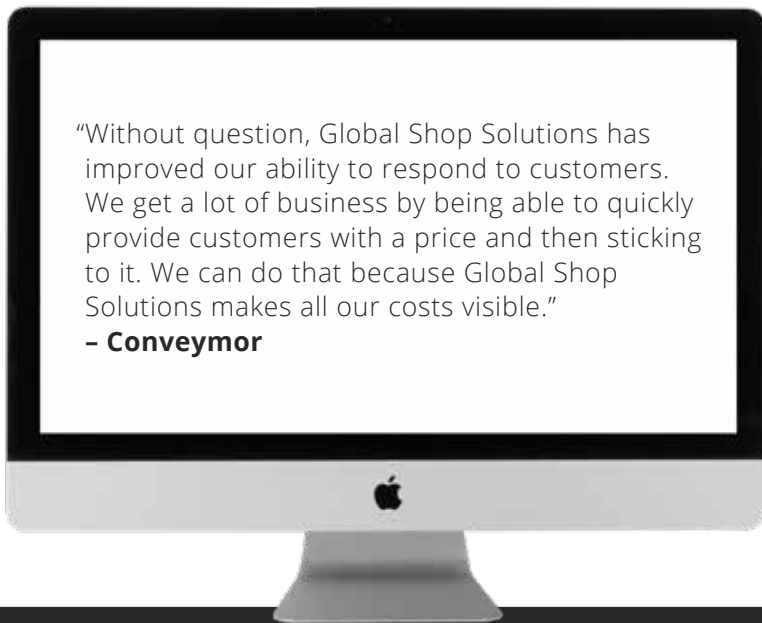 “Without question, Global Shop Solutions has
improved our ability to respond to customers.
We get a lot of business by being able to quickly
provide customers with a price and then sticking
to it. We can do that because Global Shop
Solutions makes all our costs visible.”
– Conveymor